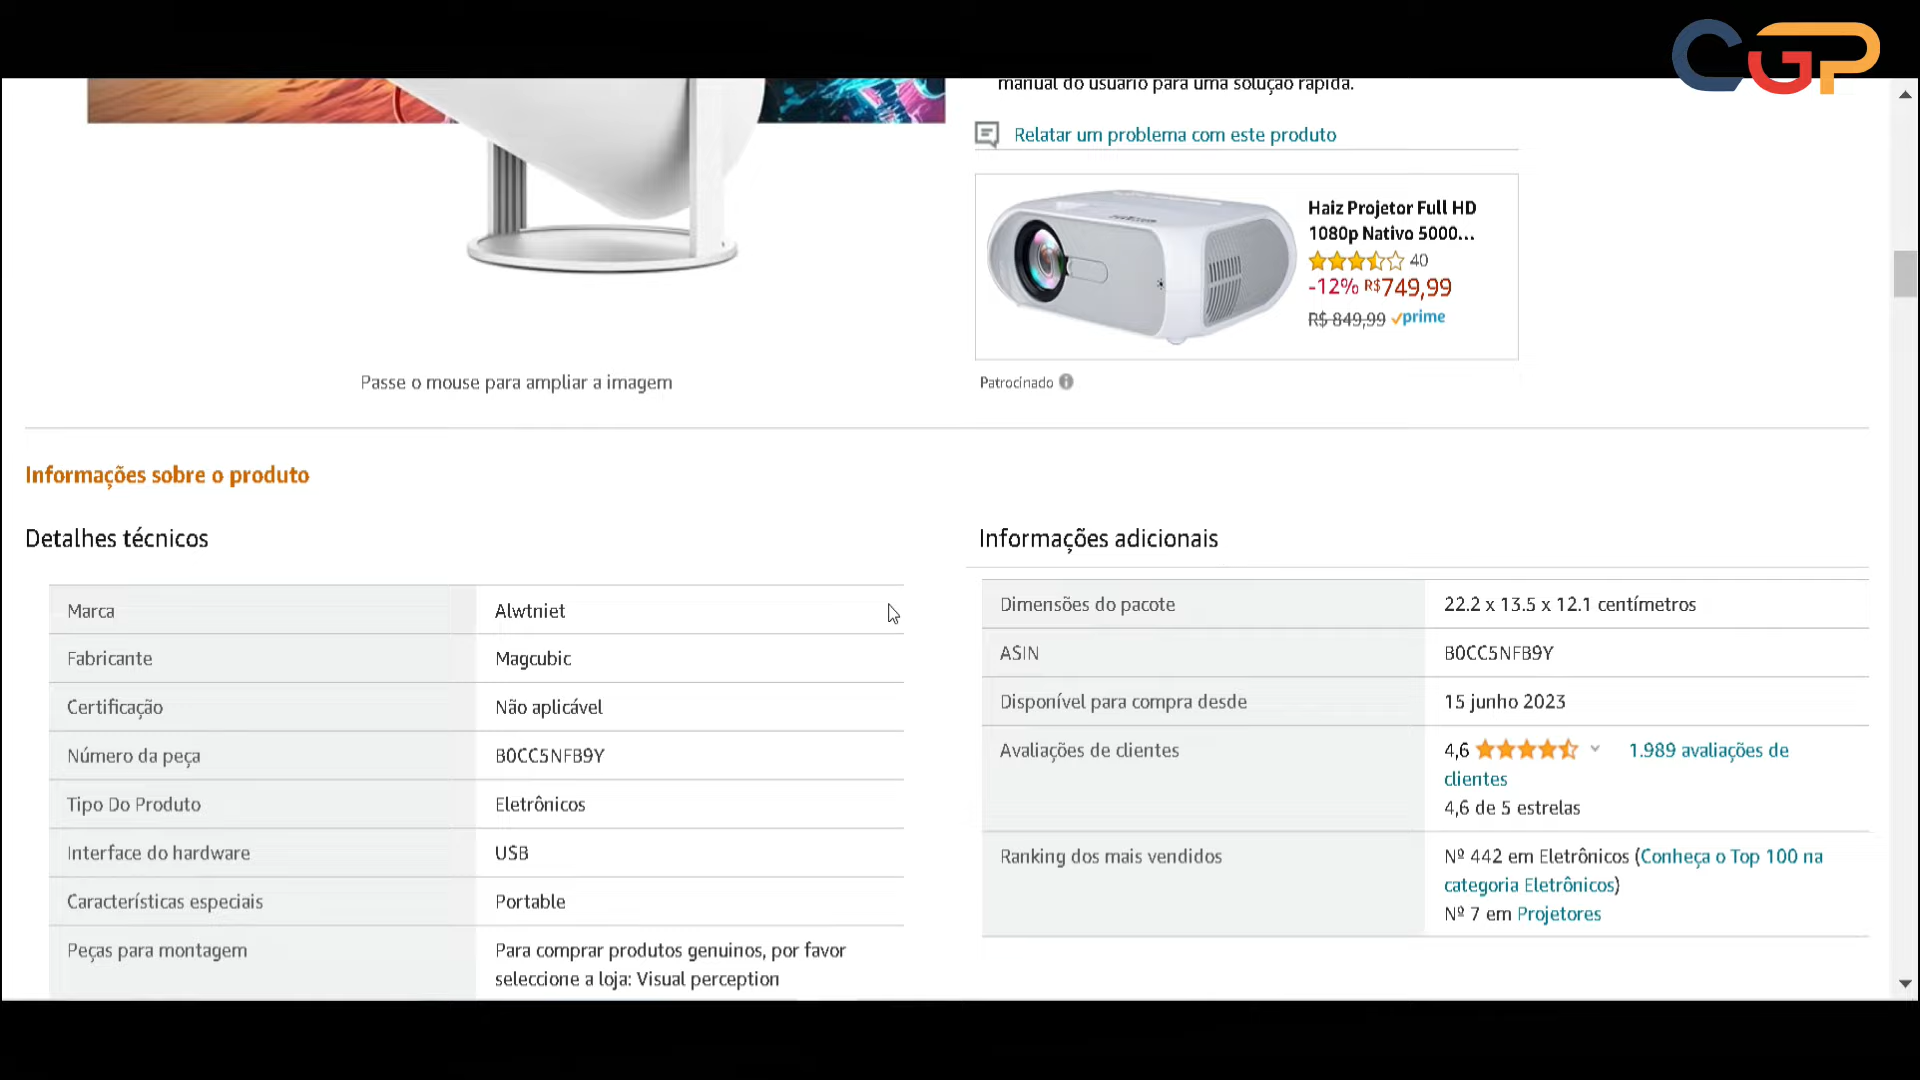 CGP
manual do usuário para uma solução rápida.
Relatar um problema com este produto
Haiz Projetor Full HD
1080p Nativo 5000...
40
-12% R$749,99
R$ 849,99 prime
Passe o mouse para ampliar a imagem
Patrocinado
Informações sobre o produto
Detalhes técnicos
Marca Alwtniet
Fabricante Magcubic
Certificação Não aplicável
Número da peça B0CC5NFB9Y
Tipo Do Produto Eletrônicos
Interface do hardware USB
Características especiais Portable
Peças para montagem Para comprar produtos genuinos, por favor
seleccione a loja: Visual perception
Informações adicionais
Dimensões do pacote 22.2 x 13.5 x 12.1 centímetros
ASIN B0CC5NFB9Y
Disponível para compra desde 15 junho 2023
Avaliações de clientes 4,6 1.989 avaliações de
clientes
4,6 de 5 estrelas
Ranking dos mais vendidos Nº 442 em Eletrônicos (Conheça o Top 100 na
categoria Eletrônicos)
Nº 7 em Projetores